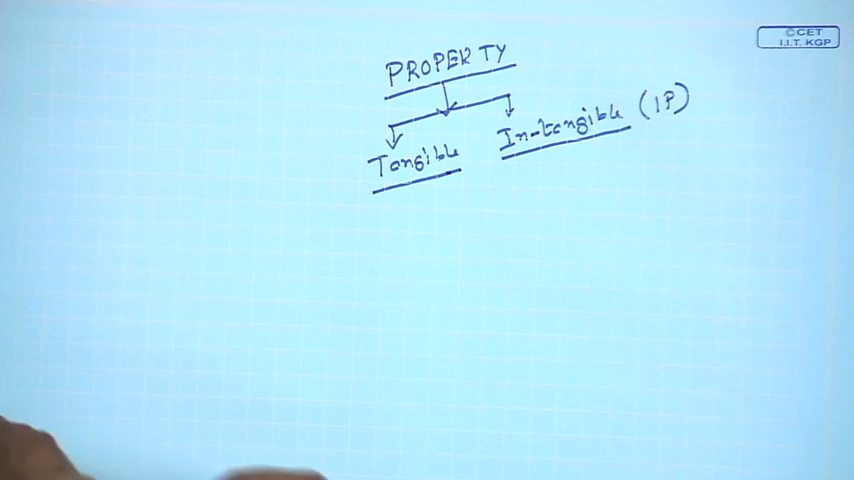 ©CET
I.I.T. KGP
PROPERTY
Tangible
In-tangible (IP)